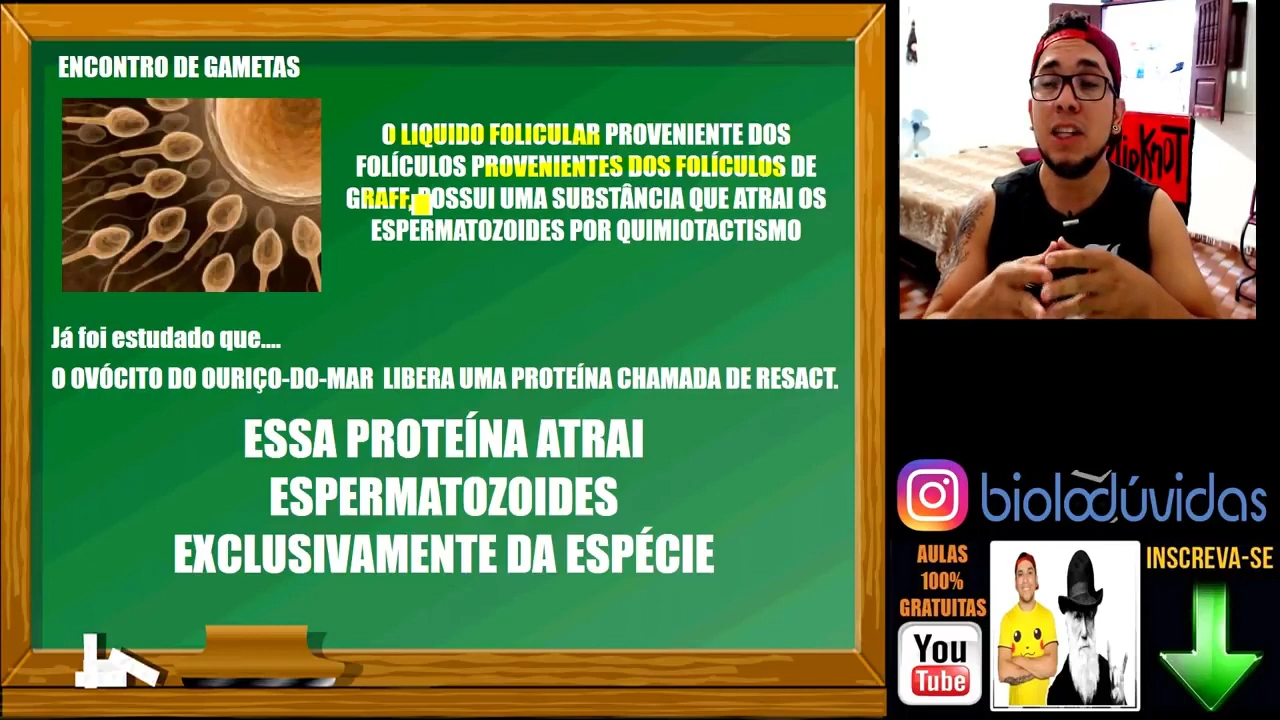 ENCONTRO DE GAMETAS
O LIQUIDO FOLICULAR PROVENIENTE DOS
FOLÍCULOS PROVENIENTES DOS FOLÍCULOS DE
GRAFF, POSSUI UMA SUBSTÂNCIA QUE ATRAI OS
ESPERMATOZOIDES POR QUIMIOTACTISMO
Já foi estudado que....
O OVÓCITO DO OURIÇO-DO-MAR LIBERA UMA PROTEÍNA CHAMADA DE RESACT.
ESSA PROTEÍNA ATRAI
ESPERMATOZOIDES
EXCLUSIVAMENTE DA ESPÉCIE
biolodúvidas
AULAS
100%
GRATUITAS
You
Tube
INSCREVA-SE